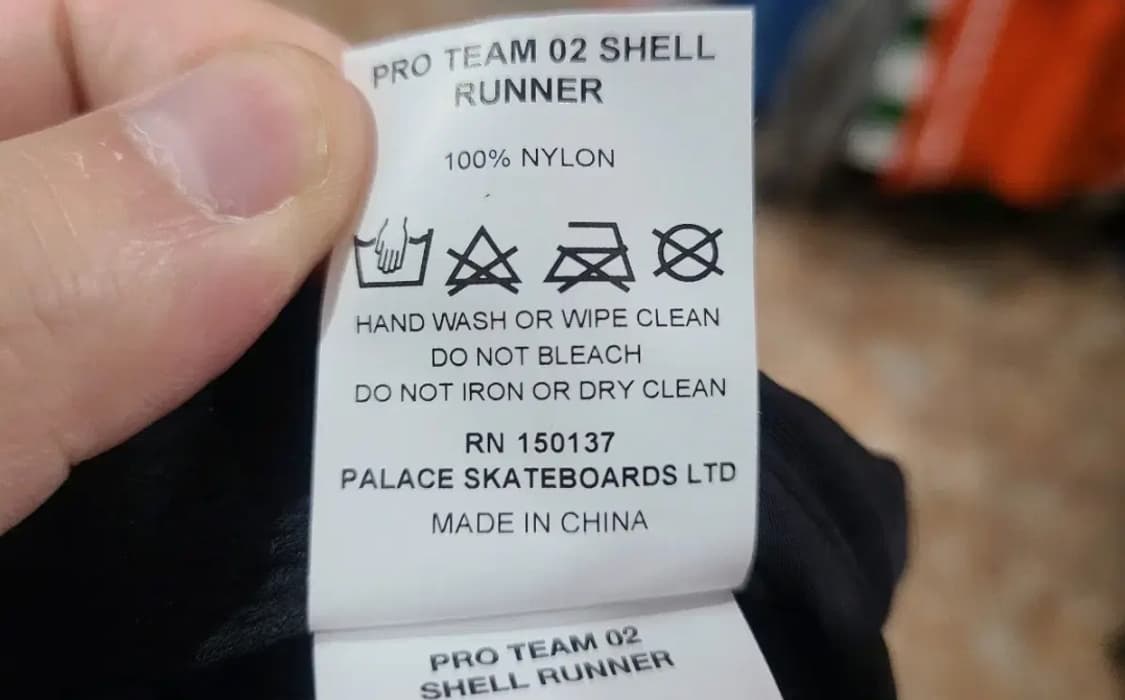 PRO TEAM 02 SHELL
RUNNER
100% NYLON
HAND WASH OR WIPE CLEAN
DO NOT BLEACH
DO NOT IRON OR DRY CLEAN
RN 150137
PALACE SKATEBOARDS LTD
MADE IN CHINA
PRO TEAM 02
SHELL RUNNER